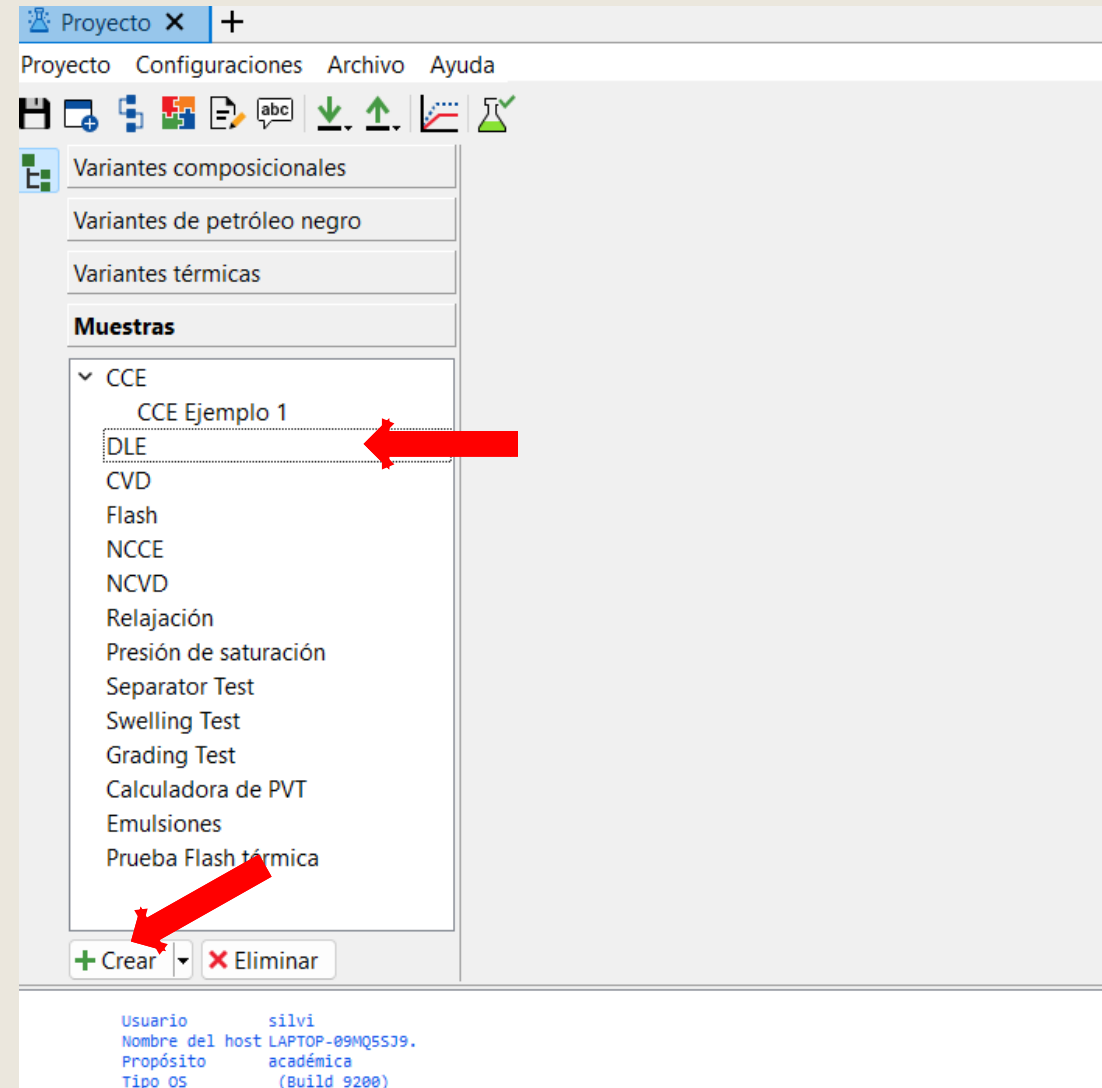 Proyecto
Proyecto Configuraciones Archivo Ayuda
abc
Variantes composicionales
Variantes de petróleo negro
Variantes térmicas
Muestras
CCE
CCE Ejemplo 1
DLE
CVD
Flash
NCCE
NCVD
Relajación
Presión de saturación
Separator Test
Swelling Test
Grading Test
Calculadora de PVT
Emulsiones
Prueba Flash térmica
Crear Eliminar
Usuario silvi
Nombre del host LAPTOP-09MQ5SJ9.
Propósito académica
Tipo OS (Build 9200)